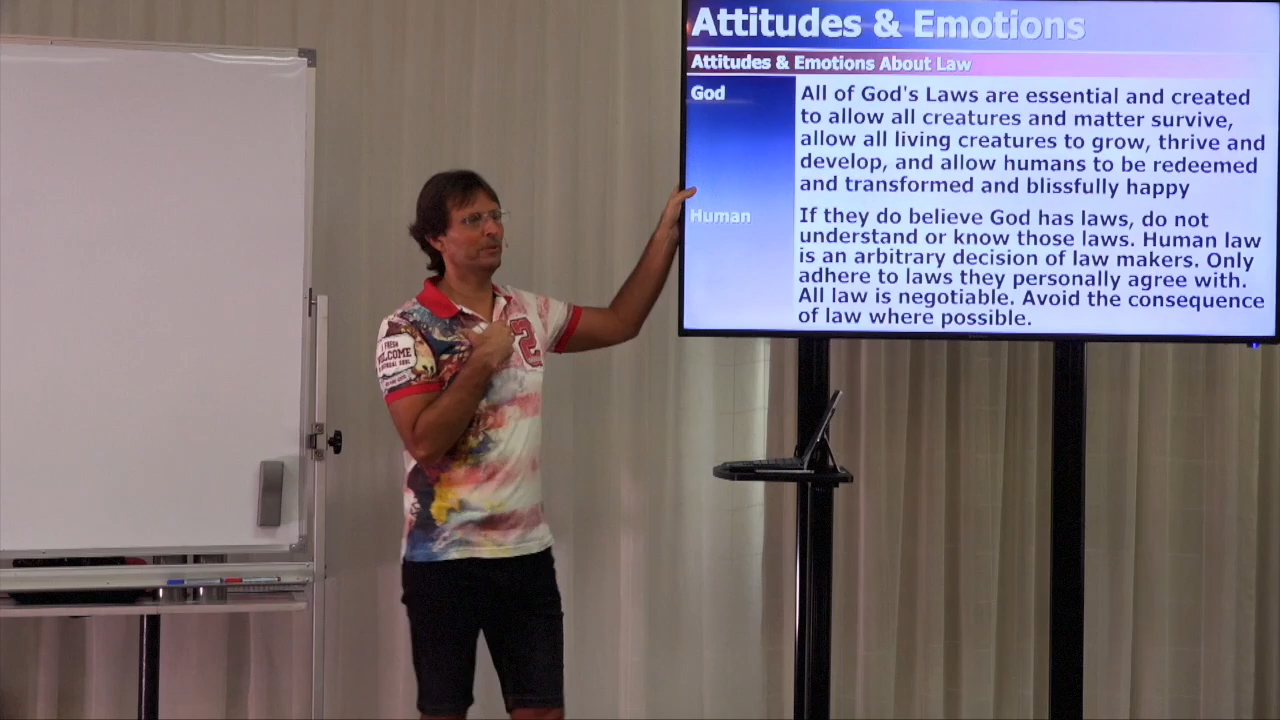 Attitudes & Emotions
Attitudes & Emotions About Law
God
All of God's Laws are essential and created
to allow all creatures and matter survive,
allow all living creatures to grow, thrive and
develop, and allow humans to be redeemed
and transformed and blissfully happy
Human
If they do believe God has laws, do not
understand or know those laws. Human law
is an arbitrary decision of law makers. Only
adhere to laws they personally agree with.
All law is negotiable. Avoid the consequence
of law where possible.
FRESH
WELCOME
2